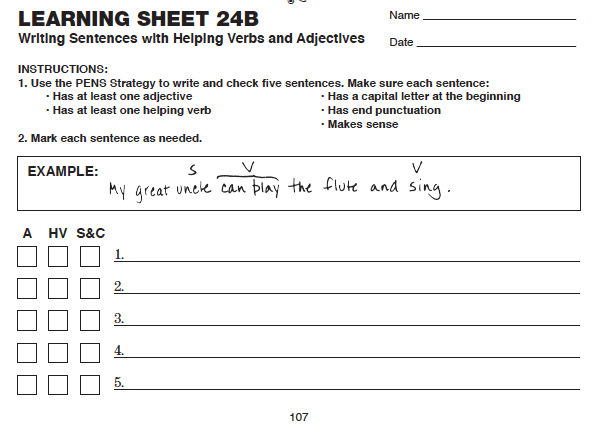 LEARNING SHEET 24B
Name
Writing Sentences with Helping Verbs and Adjectives
Date
INSTRUCTIONS:
1. Use the PENS Strategy to write and check five sentences. Make sure each sentence:
· Has at least one adjective
· Has a capital letter at the beginning
· Has at least one helping verb
· Has end punctuation
· Makes sense
2. Mark each sentence as needed.
EXAMPLE:
S V V
My great uncle can play the flute and sing.
A HV S&C
1.
2.
3.
4.
5.
107